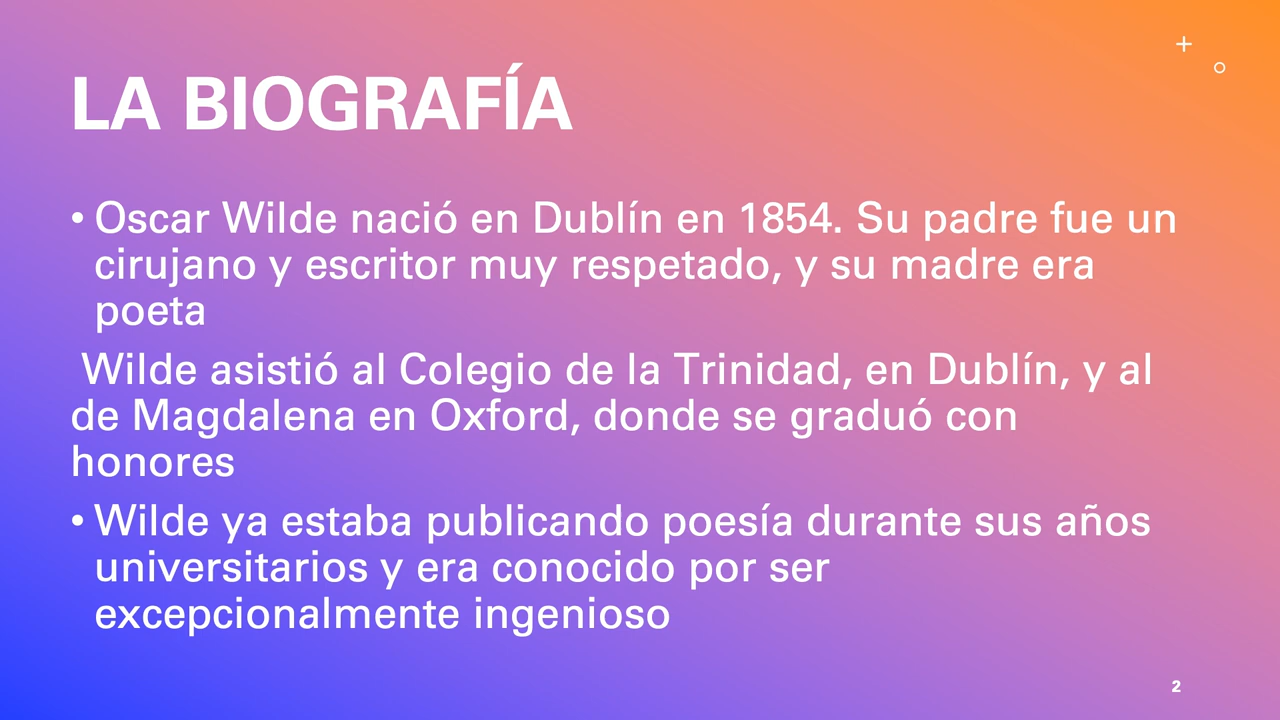 LA BIOGRAFÍA
• Oscar Wilde nació en Dublín en 1854. Su padre fue un
cirujano y escritor muy respetado, y su madre era
poeta
Wilde asistió al Colegio de la Trinidad, en Dublín, y al
de Magdalena en Oxford, donde se graduó con
honores
• Wilde ya estaba publicando poesía durante sus años
universitarios y era conocido por ser
excepcionalmente ingenioso
2